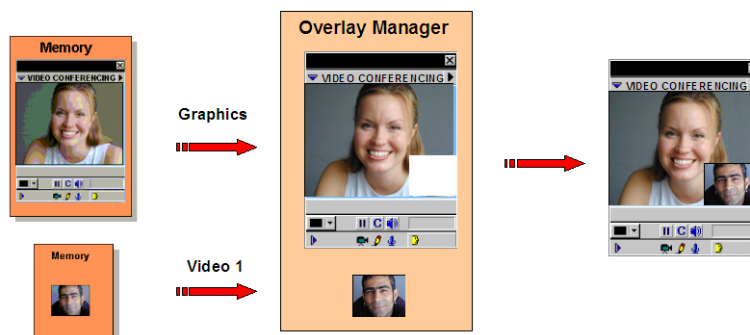 Memory
VIDEO CONFERENCING
C
Graphics
Memory
Video 1
Overlay Manager
VIDEO CONFERENCING
C
VIDEO CONFERENCING
C